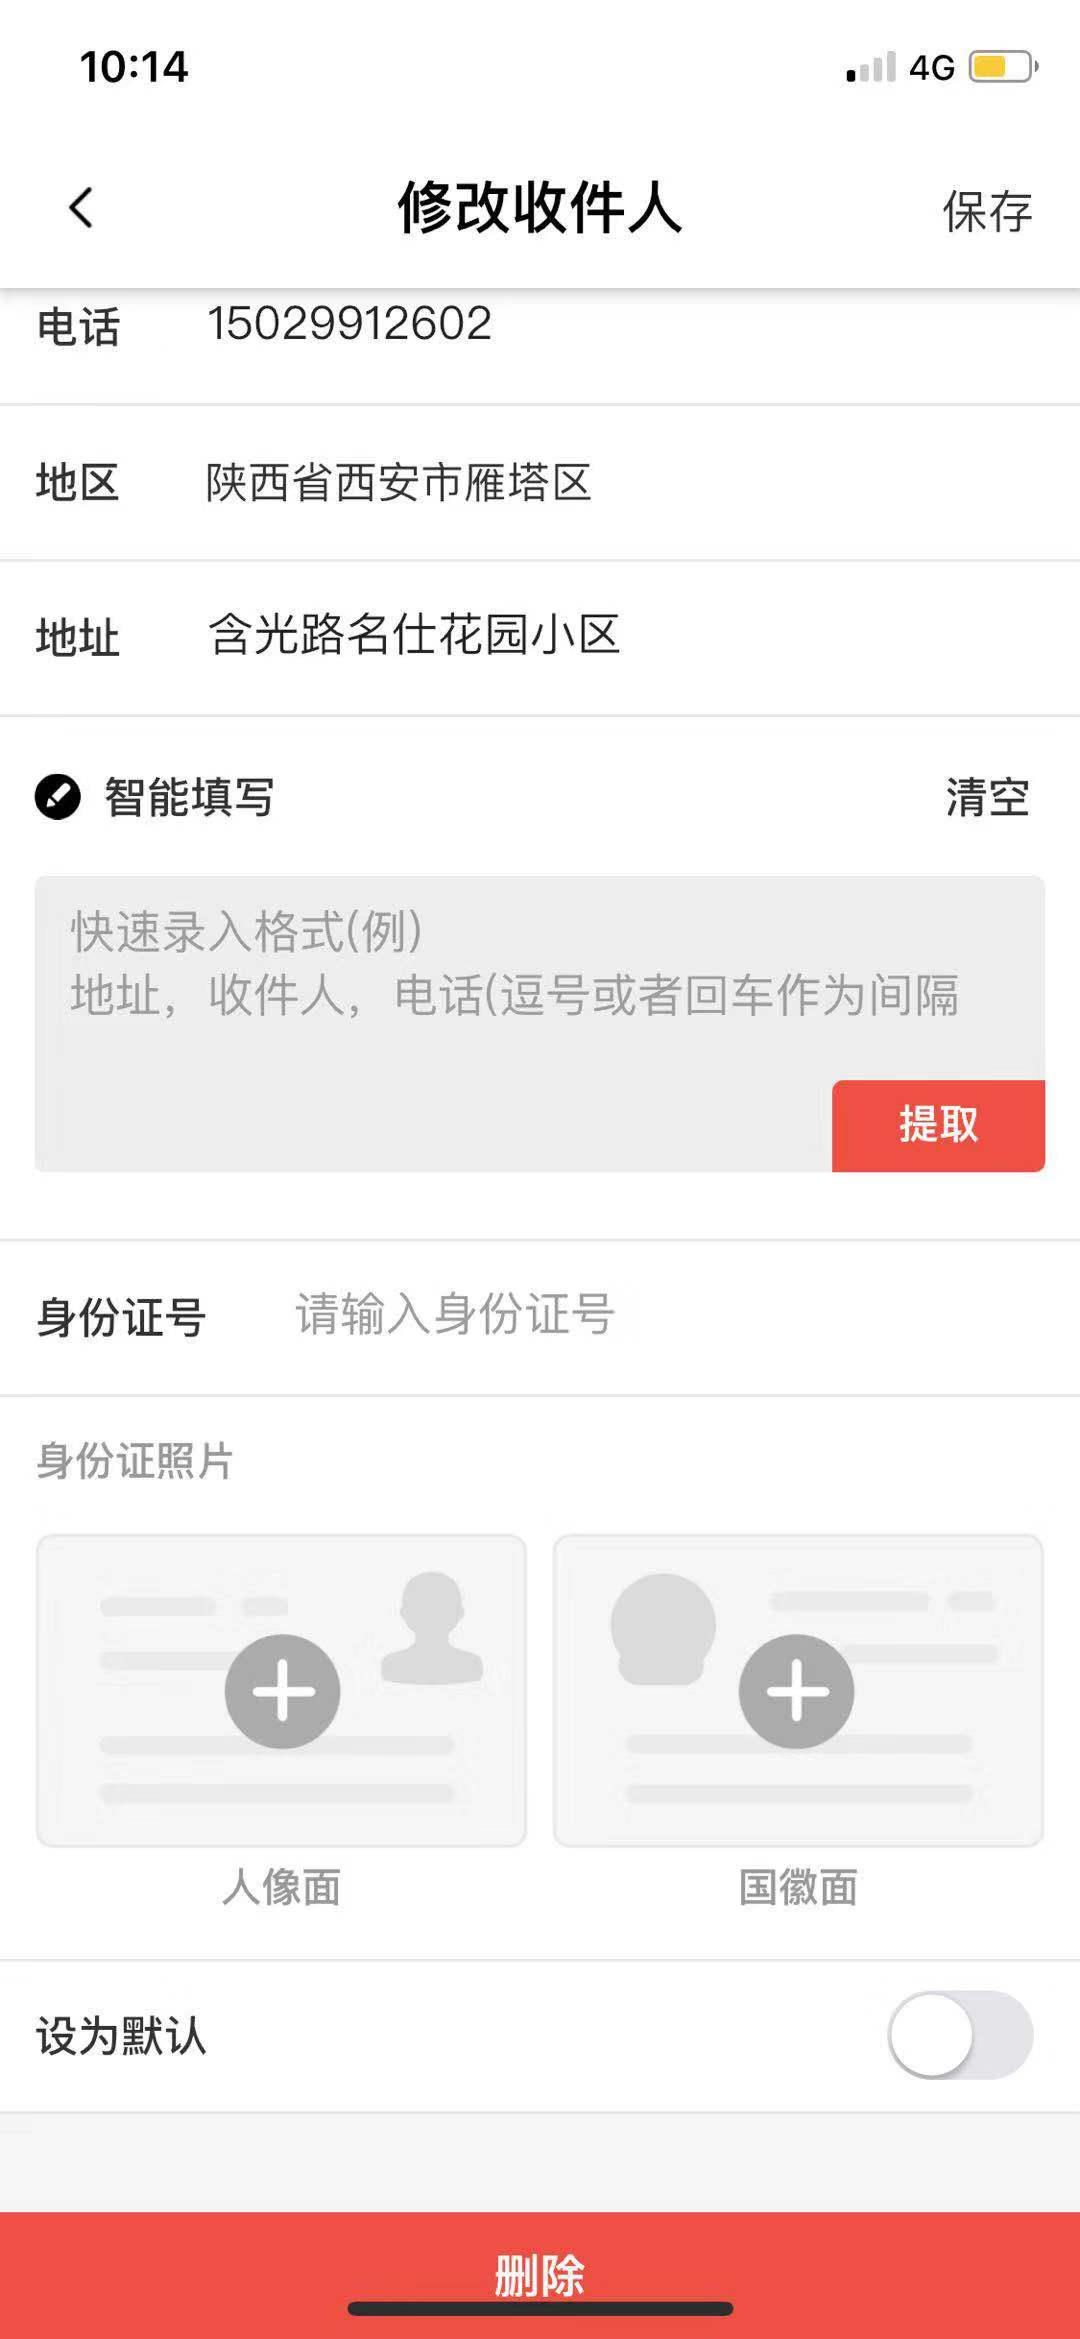 10:14
4G
修改收件人
保存
电话 15029912602
地区 陕西省西安市雁塔区
地址 含光路名仕花园小区
智能填写
清空
快速录入格式(例)
地址，收件人，电话(逗号或者回车作为间隔
提取
身份证号 请输入身份证号
身份证照片
人像面
国徽面
设为默认
删除